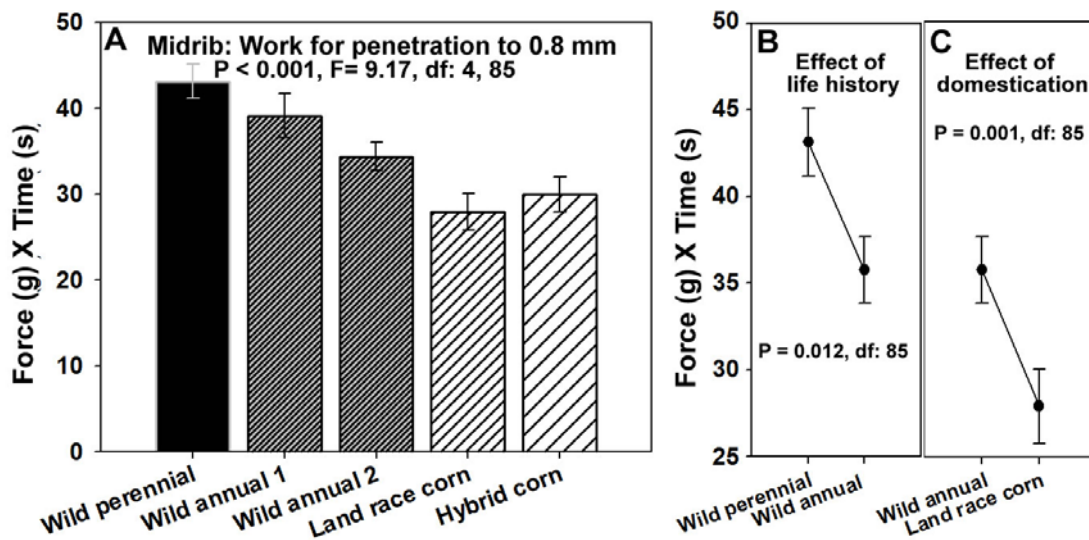 A
Midrib: Work for penetration to 0.8 mm
P < 0.001, F= 9.17, df: 4, 85
Force (g) X Time (s)
50
40
30
20
10
0
Wild perennial
Wild annual 1
Wild annual 2
Land race corn
Hybrid corn
B
Effect of
life history
P = 0.012, df: 85
Force (g) X Time (s)
50
45
40
35
30
25
Wild perennial
Wild annual
C
Effect of
domestication
P = 0.001, df: 85
Wild annual
Land race corn